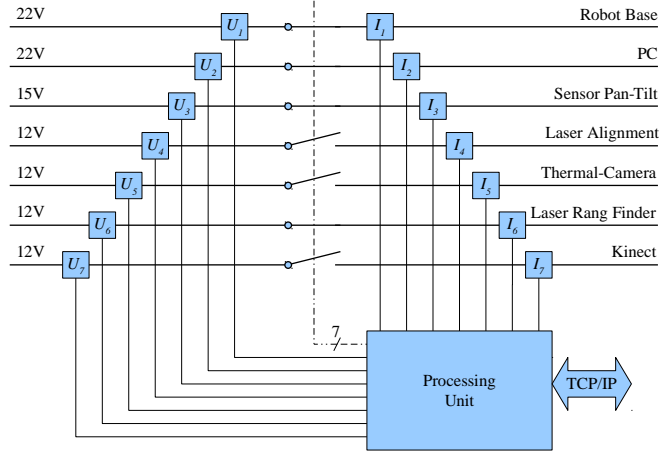 22V U1 I1 Robot Base
22V U2 I2 PC
15V U3 I3 Sensor Pan-Tilt
12V U4 I4 Laser Alignment
12V U5 I5 Thermal-Camera
12V U6 I6 Laser Rang Finder
12V U7 I7 Kinect
7
Processing
Unit
TCP/IP